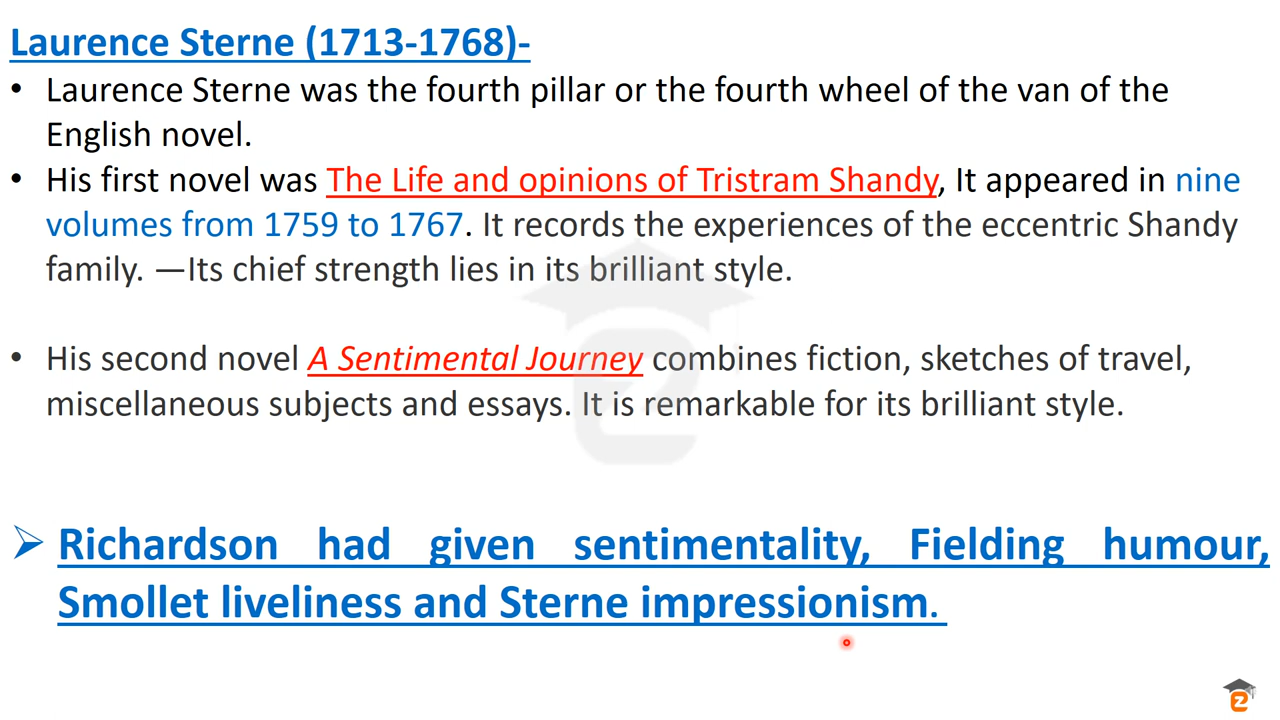 Laurence Sterne (1713-1768)-
• Laurence Sterne was the fourth pillar or the fourth wheel of the van of the
English novel.
• His first novel was The Life and opinions of Tristram Shandy, It appeared in nine
volumes from 1759 to 1767. It records the experiences of the eccentric Shandy
family. —Its chief strength lies in its brilliant style.
• His second novel A Sentimental Journey combines fiction, sketches of travel,
miscellaneous subjects and essays. It is remarkable for its brilliant style.
➢ Richardson had given sentimentality, Fielding humour,
Smollet liveliness and Sterne impressionism.